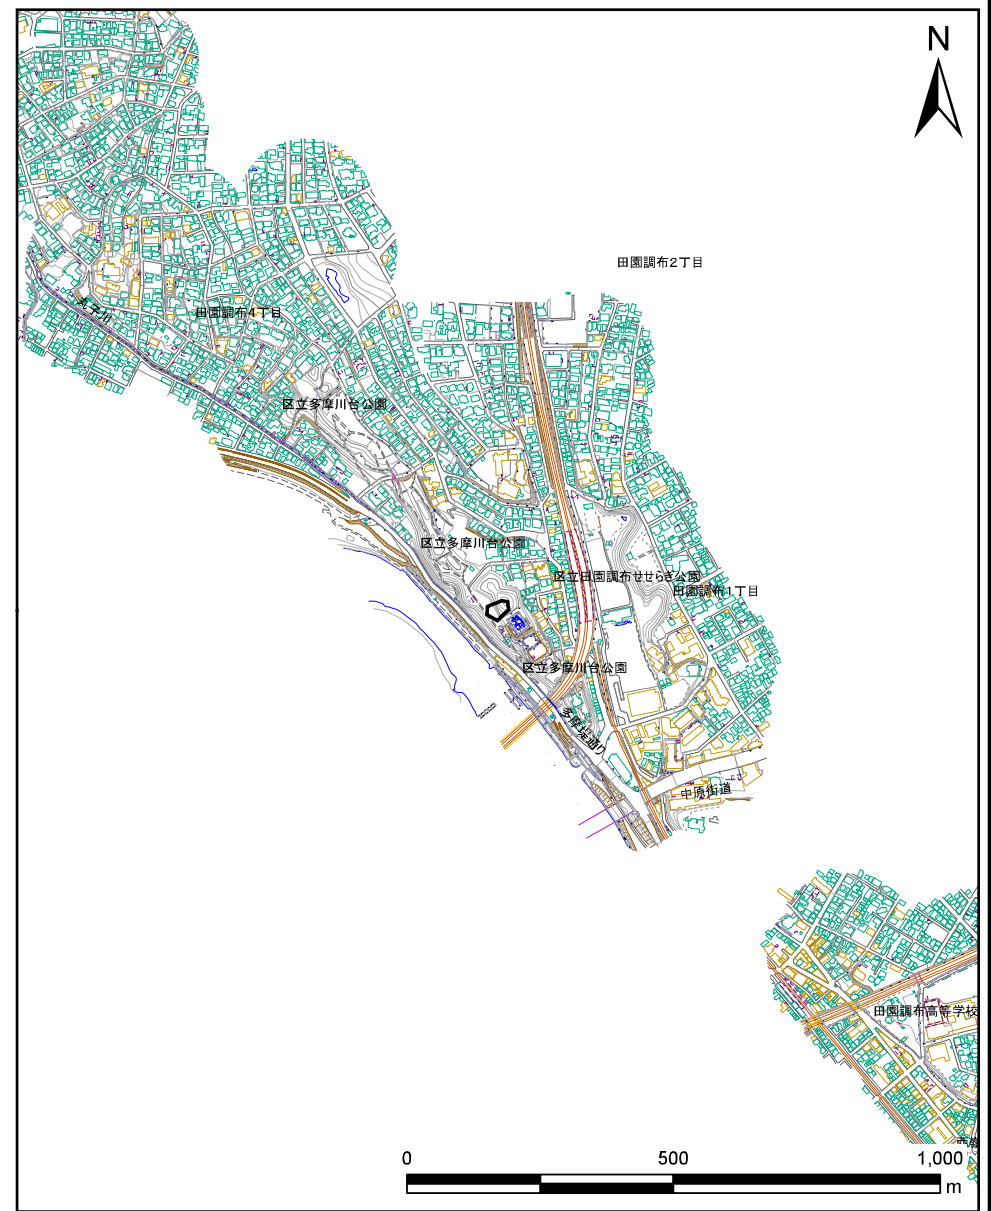 N
田園調布2丁目
丸子川
田園調布4丁目
区立多摩川台公園
区立多摩川台公園
区立田園調布せせらぎ公園
田園調布1丁目
区立多摩川台公園
多摩堤通り
中原街道
田園調布高等学校
0 500 1,000
m